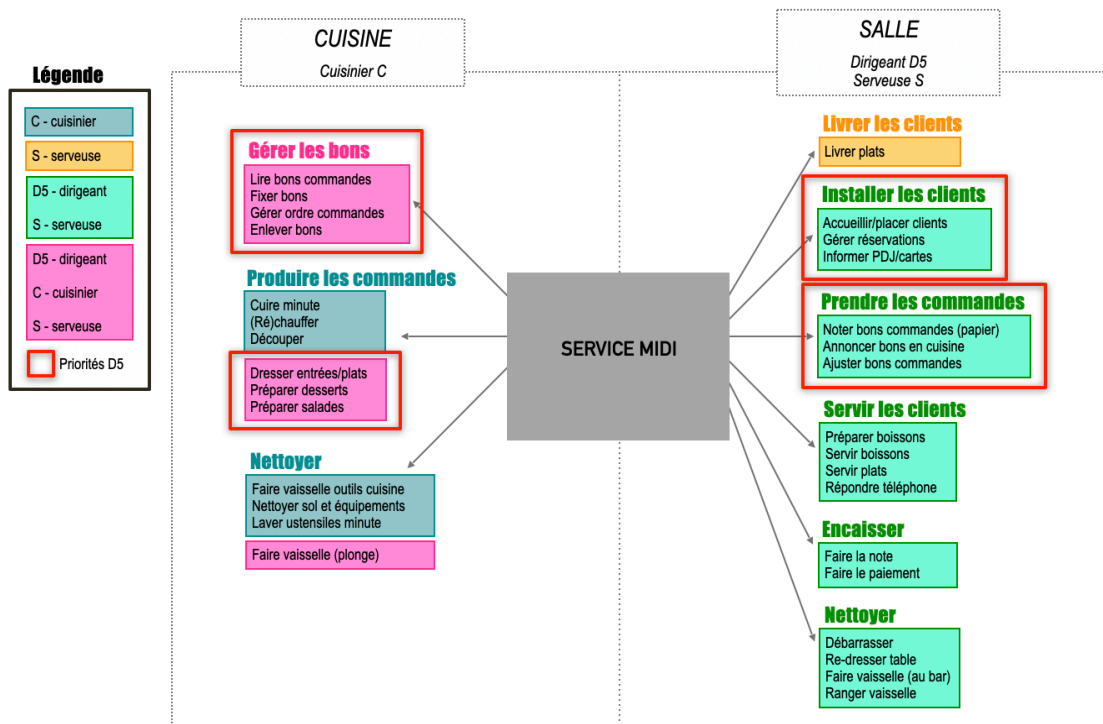 CUISINE
Cuisinier C
SALLE
Dirigeant D5
Serveuse S
Légende
C - cuisinier
S - serveuse
D5 - dirigeant
S - serveuse
D5 - dirigeant
C - cuisinier
S - serveuse
Priorités D5
Gérer les bons
Lire bons commandes
Fixer bons
Gérer ordre commandes
Enlever bons
Produire les commandes
Cuire minute
(Ré)chauffer
Découper
Dresser entrées/plats
Préparer desserts
Préparer salades
Nettoyer
Faire vaisselle outils cuisine
Nettoyer sol et équipements
Laver ustensiles minute
Faire vaisselle (plonge)
SERVICE MIDI
Livrer les clients
Livrer plats
Installer les clients
Accueillir/placer clients
Gérer réservations
Informer PDJ/cartes
Prendre les commandes
Noter bons commandes (papier)
Annoncer bons en cuisine
Ajuster bons commandes
Servir les clients
Préparer boissons
Servir boissons
Servir plats
Répondre téléphone
Encaisser
Faire la note
Faire le paiement
Nettoyer
Débarrasser
Re-dresser table
Faire vaisselle (au bar)
Ranger vaisselle